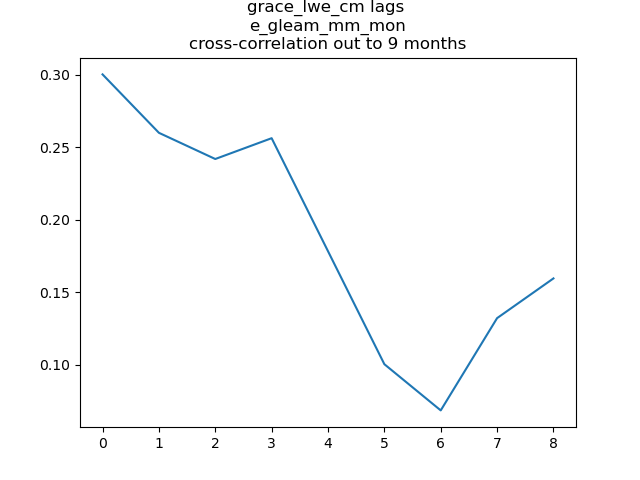 grace_lwe_cm lags
e_gleam_mm_mon
cross-correlation out to 9 months
0.30
0.25
0.20
0.15
0.10
0 1 2 3 4 5 6 7 8